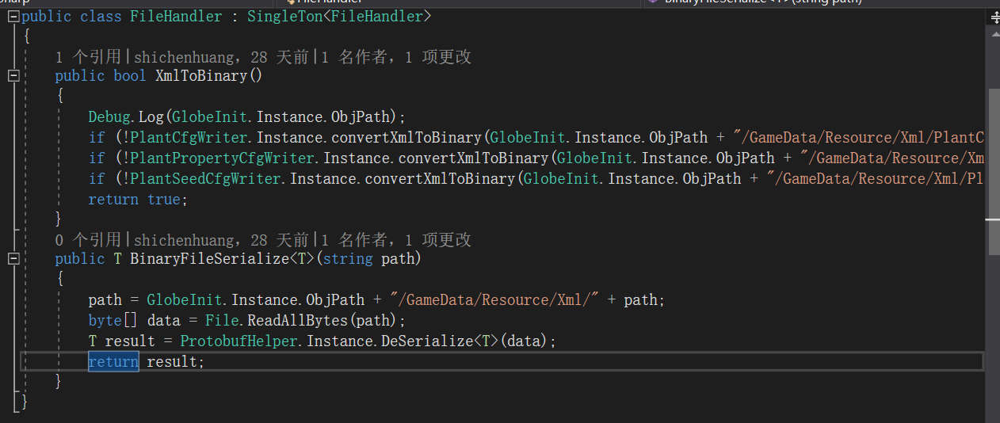 public class FileHandler : SingleTon<FileHandler>
{
1 个引用|shichenhuang, 28 天前|1 名作者, 1 项更改
public bool XmlToBinary()
{
Debug.Log(GlobeInit.Instance.ObjPath);
if (!PlantCfgWriter.Instance.convertXmlToBinary(GlobeInit.Instance.ObjPath + "/GameData/Resource/Xml/PlantC
if (!PlantPropertyCfgWriter.Instance.convertXmlToBinary(GlobeInit.Instance.ObjPath + "/GameData/Resource/Xm
if (!PlantSeedCfgWriter.Instance.convertXmlToBinary(GlobeInit.Instance.ObjPath + "/GameData/Resource/Xml/Pl
return true;
}
0 个引用|shichenhuang, 28 天前|1 名作者, 1 项更改
public T BinaryFileSerialize<T>(string path)
{
path = GlobeInit.Instance.ObjPath + "/GameData/Resource/Xml/" + path;
byte[] data = File.ReadAllBytes(path);
T result = ProtobufHelper.Instance.DeSerialize<T>(data);
return result;
}
}